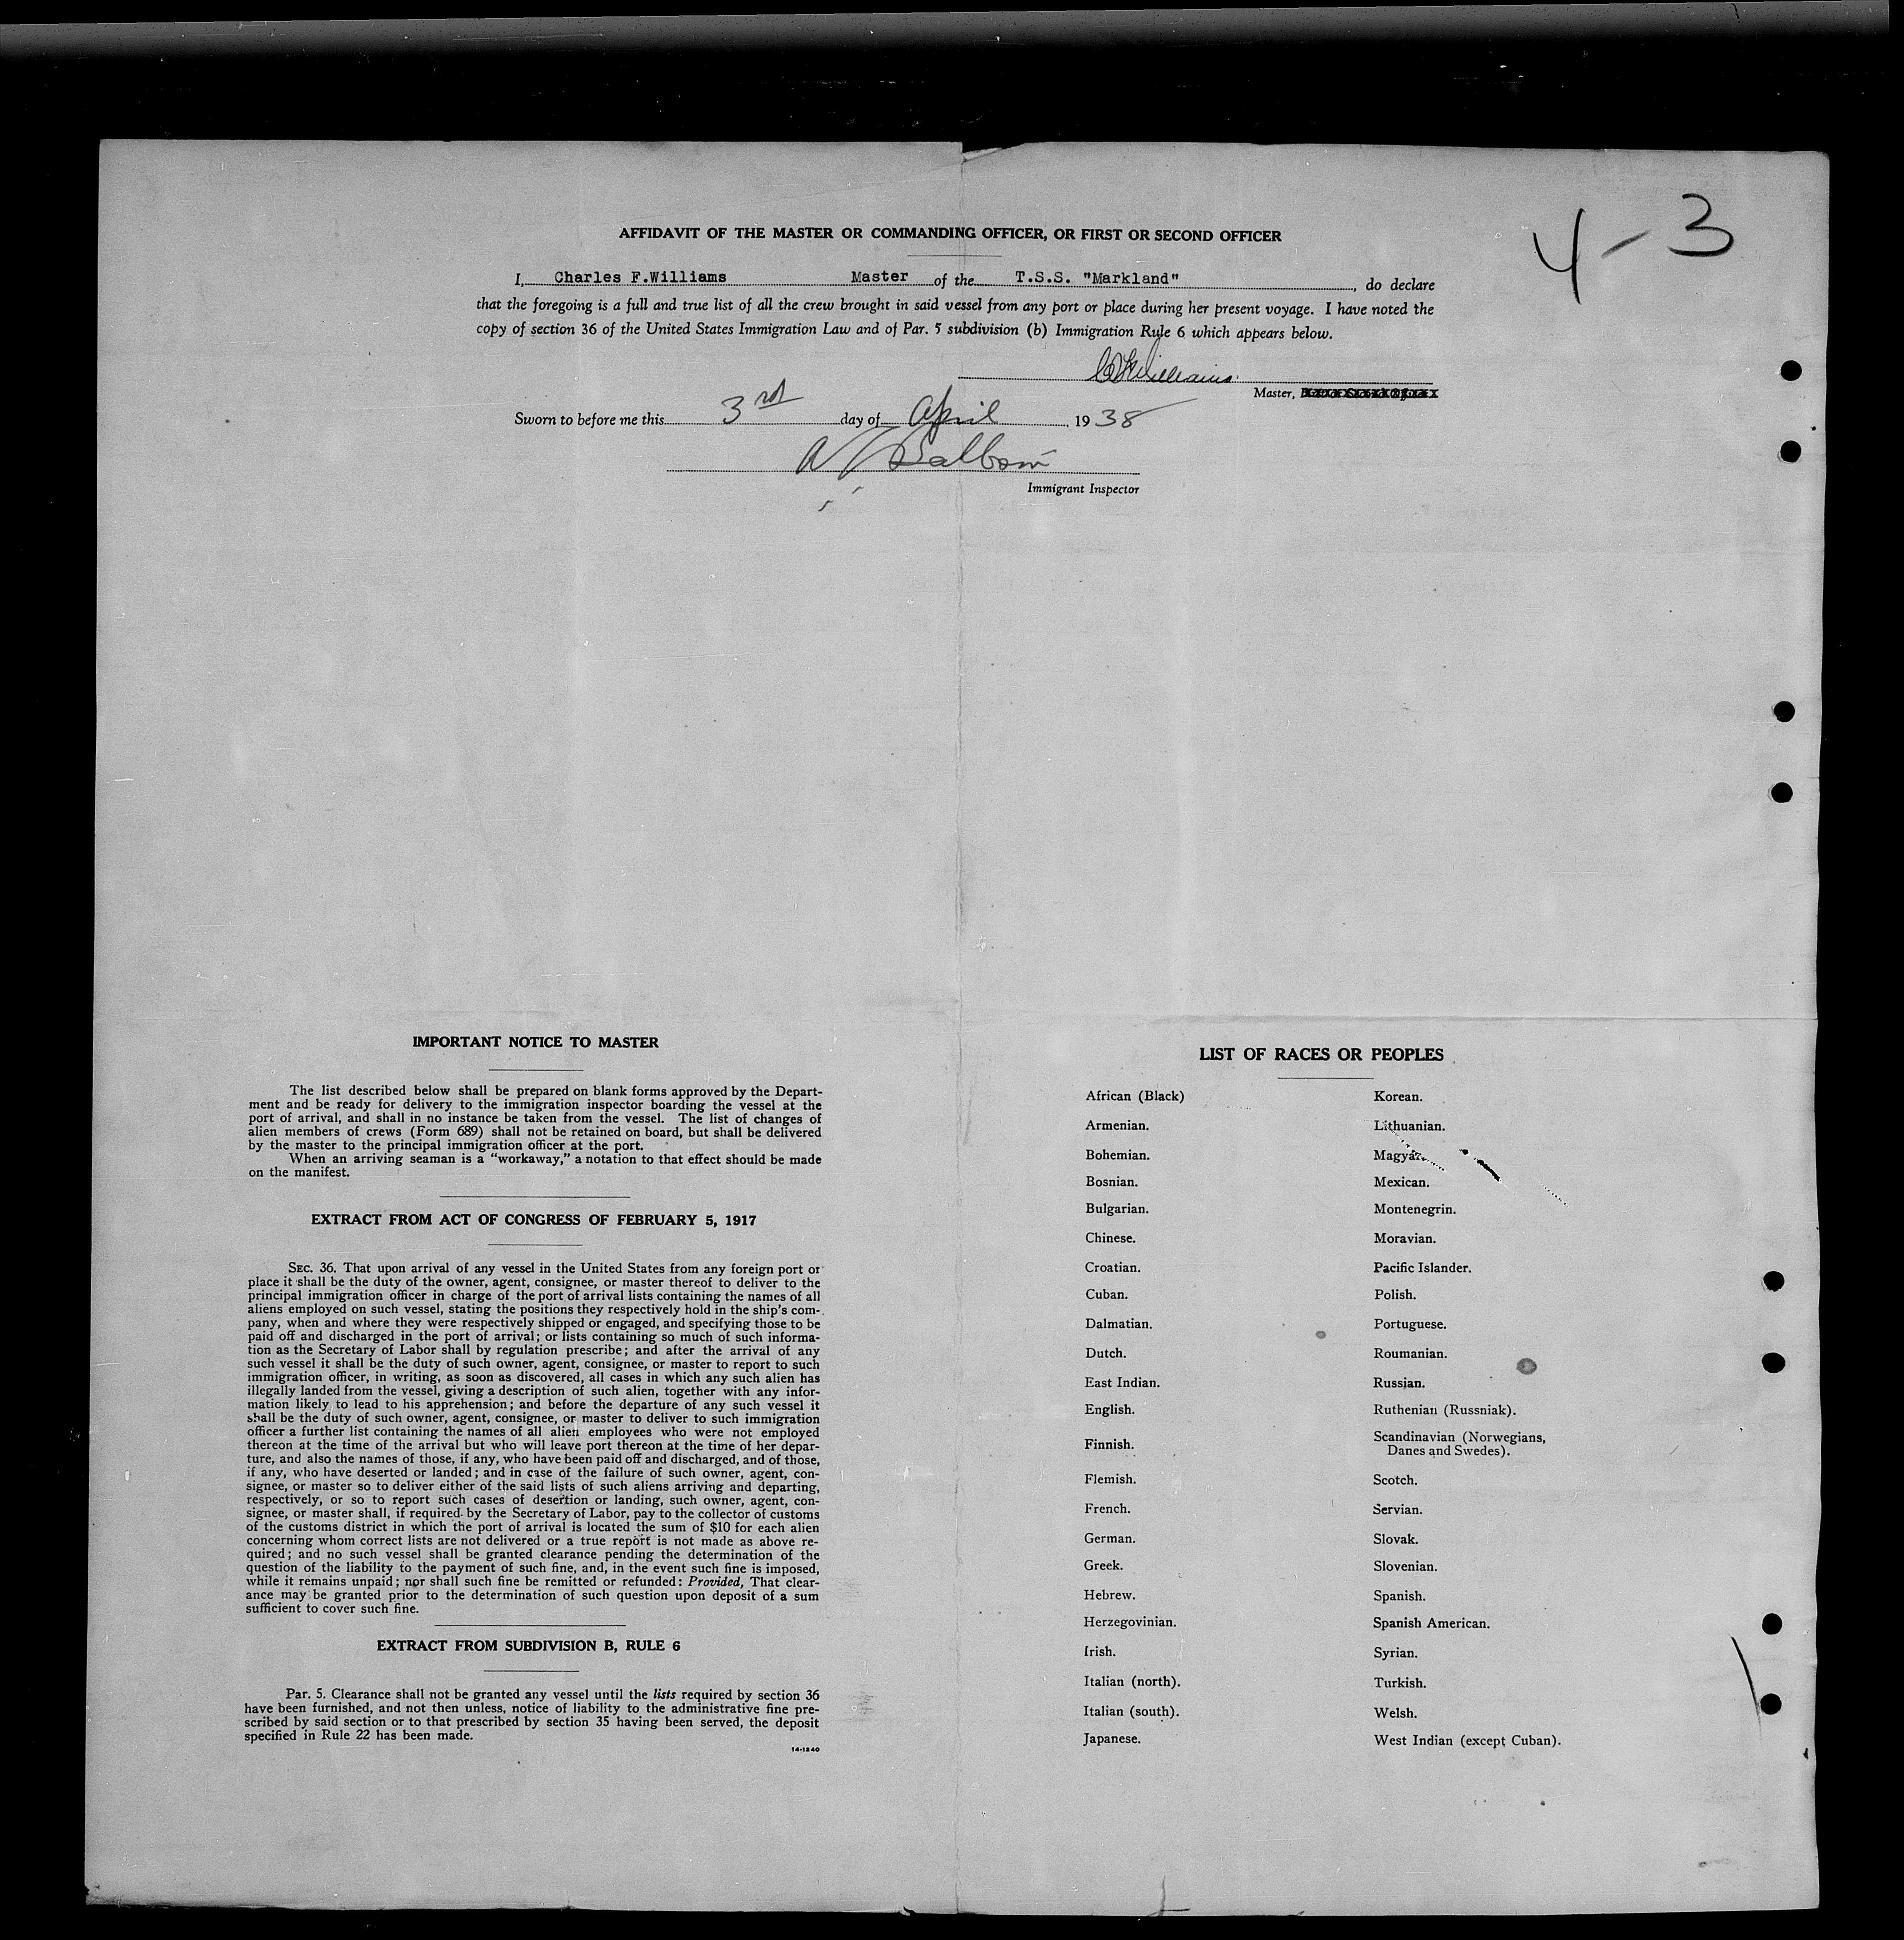 4-3
AFFIDAVIT OF THE MASTER OR COMMANDING OFFICER, OR FIRST OR SECOND OFFICER
I, Charles F.Williams Master of the T.S.S. "Markland", do declare
that the foregoing is a full and true list of all the crew brought in said vessel from any port or place during her present voyage. I have noted the
copy of section 36 of the United States Immigration Law and of Par. 5 subdivision (b) Immigration Rule 6 which appears below.
CFWilliams
Master,
Sworn to before me this 3rd day of April 1938
Immigrant Inspector
IMPORTANT NOTICE TO MASTER
The list described below shall be prepared on blank forms approved by the Depart-
ment and be ready for delivery to the immigration inspector boarding the vessel at the
port of arrival, and shall in no instance be taken from the vessel. The list of changes of
alien members of crews (Form 689) shall not be retained on board, but shall be delivered
by the master to the principal immigration officer at the port.
When an arriving seaman is a "workaway," a notation to that effect should be made
on the manifest.
EXTRACT FROM ACT OF CONGRESS OF FEBRUARY 5, 1917
SEC. 36. That upon arrival of any vessel in the United States from any foreign port or
place it shall be the duty of the owner, agent, consignee, or master thereof to deliver to the
principal immigration officer in charge of the port of arrival lists containing the names of all
aliens employed on such vessel, stating the positions they respectively hold in the ship's com-
pany, when and where they were respectively shipped or engaged, and specifying those to be
paid off and discharged in the port of arrival; or lists containing so much of such informa-
tion as the Secretary of Labor shall by regulation prescribe; and after the arrival of any
such vessel it shall be the duty of such owner, agent, consignee, or master to report to such
immigration officer, in writing, as soon as discovered, all cases in which any such alien has
illegally landed from the vessel, giving a description of such alien, together with any infor-
mation likely to lead to his apprehension; and before the departure of any such vessel it
shall be the duty of such owner, agent, consignee, or master to deliver to such immigration
officer a further list containing the names of all alien employees who were not employed
thereon at the time of the arrival but who will leave port thereon at the time of her depar-
ture, and also the names of those, if any, who have been paid off and discharged, and of those,
if any, who have deserted or landed; and in case of the failure of such owner, agent, con-
signee, or master so to deliver either of the said lists of such aliens arriving and departing,
respectively, or so to report such cases of desertion or landing, such owner, agent, con-
signee, or master shall, if required by the Secretary of Labor, pay to the collector of customs
of the customs district in which the port of arrival is located the sum of $10 for each alien
concerning whom correct lists are not delivered or a true report is not made as above re-
quired; and no such vessel shall be granted clearance pending the determination of the
question of the liability to the payment of such fine, and, in the event such fine is imposed,
while it remains unpaid; nor shall such fine be remitted or refunded: Provided, That clear-
ance may be granted prior to the determination of such question upon deposit of a sum
sufficient to cover such fine.
EXTRACT FROM SUBDIVISION B, RULE 6
Par. 5. Clearance shall not be granted any vessel until the lists required by section 36
have been furnished, and not then unless, notice of liability to the administrative fine pre-
scribed by said section or to that prescribed by section 35 having been served, the deposit
specified in Rule 22 has been made.
14-1240
LIST OF RACES OR PEOPLES
African (Black)
Armenian.
Bohemian.
Bosnian.
Bulgarian.
Chinese.
Croatian.
Cuban.
Dalmatian.
Dutch.
East Indian.
English.
Finnish.
Flemish.
French.
German.
Greek.
Hebrew.
Herzegovinian.
Irish.
Italian (north).
Italian (south).
Japanese.
Korean.
Lithuanian.
Magyar.
Mexican.
Montenegrin.
Moravian.
Pacific Islander.
Polish.
Portuguese.
Roumanian.
Russian.
Ruthenian (Russniak).
Scandinavian (Norwegians,
Danes and Swedes).
Scotch.
Servian.
Slovak.
Slovenian.
Spanish.
Spanish American.
Syrian.
Turkish.
Welsh.
West Indian (except Cuban).